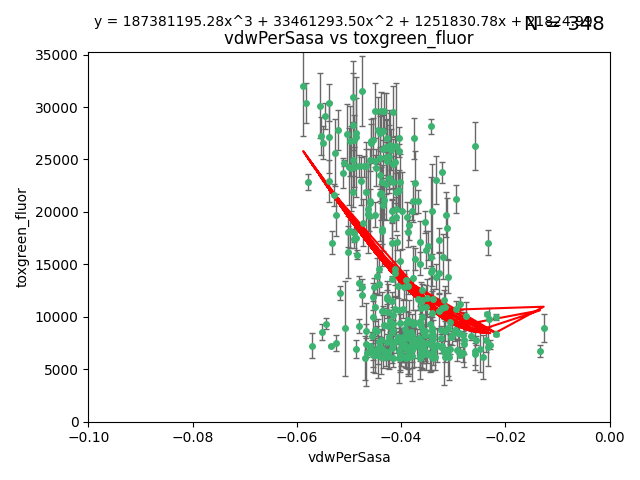 y = 187381195.28x^3 + 33461293.50x^2 + 1251830.78x +
N = 348
vdwPerSasa vs toxgreen_fluor
35000
30000
25000
20000
15000
10000
5000
0
toxgreen_fluor
−0.10 −0.08 −0.06 −0.04 −0.02 0.00
vdwPerSasa